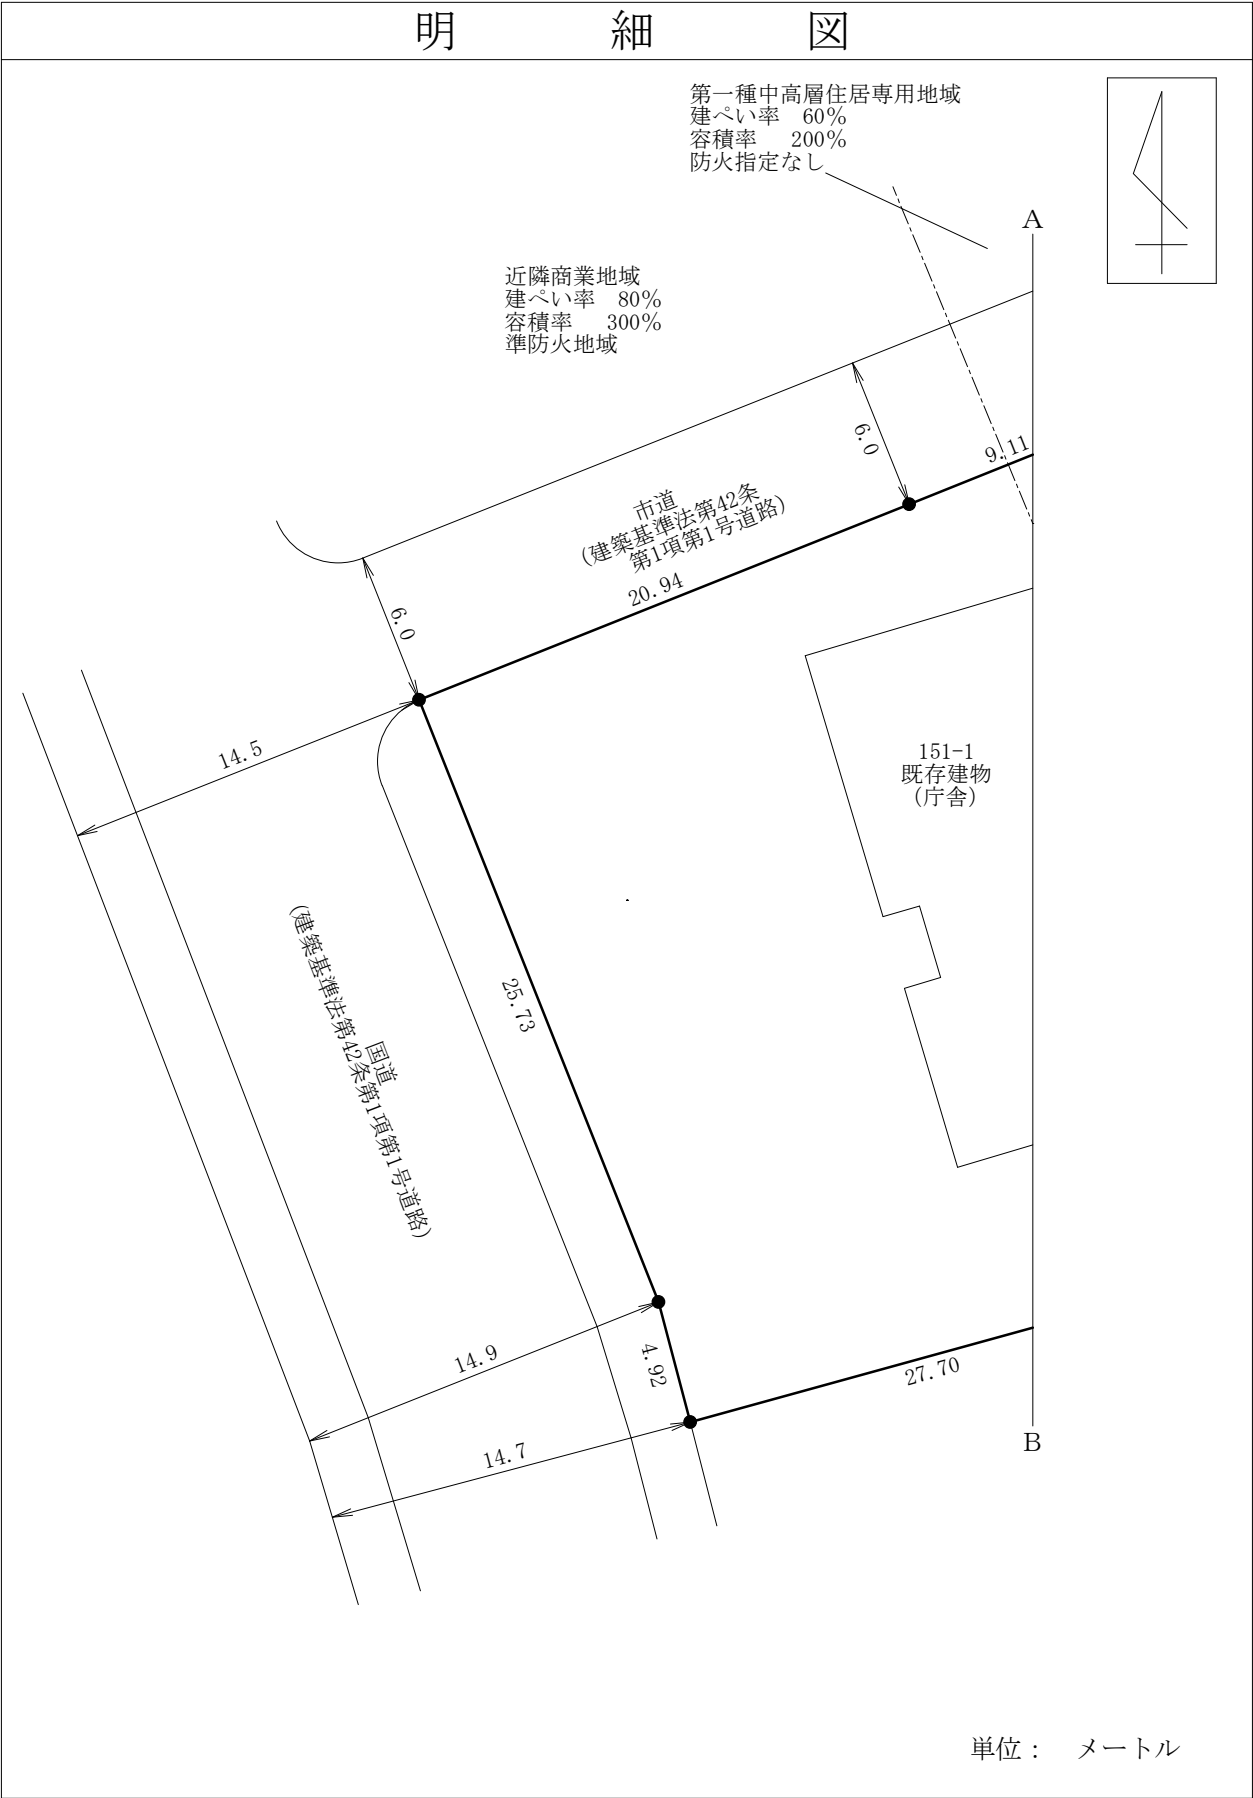 明 細 図
第一種中高層住居専用地域
建ぺい率 60%
容積率 200%
防火指定なし
A
近隣商業地域
建ぺい率 80%
容積率 300%
準防火地域
6.0
9.11
市道
(建築基準法第42条
第1項第1号道路)
20.94
6.0
14.5
151-1
既存建物
(庁舎)
25.73
国道
(建築基準法第42条第1項第1号道路)
14.9
4.92
27.70
14.7
B
単位: メートル